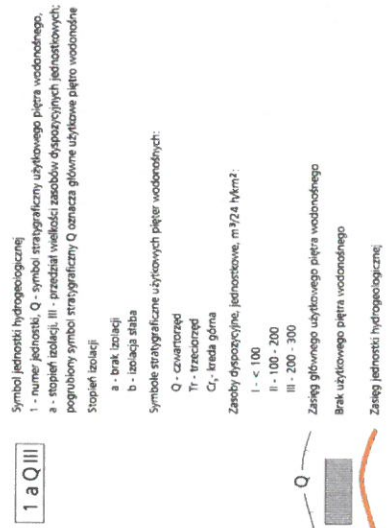 1 a Q III
Symbol jednostki hydrogeologicznej
1 - numer jednostki, Q - symbol stratygraficzny użytkowego piętra wodonośnego,
a - stopień izolacji, III - przedział wielkości zasobów dyspozycyjnych jednostkowych;
pogrubiony symbol stratygraficzny Q oznacza główne użytkowe piętro wodonośne
Stopień izolacji
a - brak izolacji
b - izolacja słaba
Symbole stratygraficzne użytkowych pięter wodonośnych:
Q - czwartorzęd
Tr - trzeciorzęd
Cr₃- kreda górna
Zasoby dyspozycyjne, jednostkowe, m³/24 h/km²:
I - < 100
II - 100 - 200
III - 200 - 300
Q
Zasięg głównego użytkowego piętra wodonośnego
Brak użytkowego piętra wodonośnego
Zasięg jednostki hydrogeologicznej